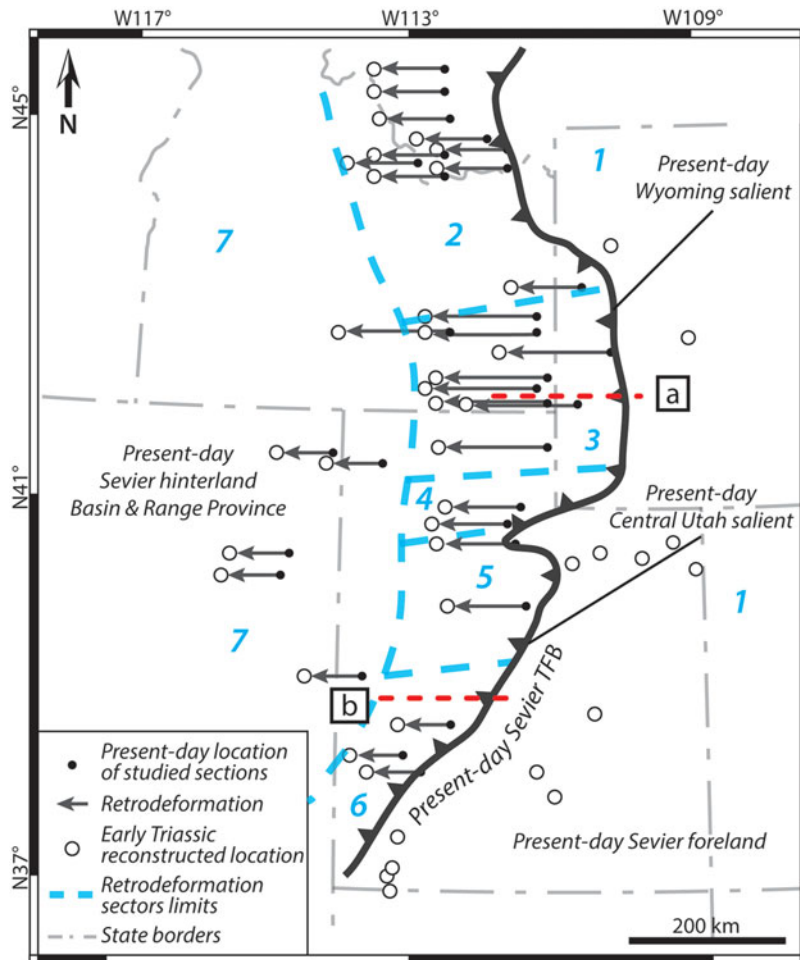 W117°
W113°
W109°
N45°
N
1
Present-day
Wyoming salient
2
7
a
3
Present-day
Sevier hinterland
Basin & Range Province
N41°
4
Present-day
Central Utah salient
5
1
7
b
Present-day Sevier TFB
6
Present-day Sevier foreland
N37°
Present-day location
of studied sections
Retrodeformation
Early Triassic
reconstructed location
Retrodeformation
sectors limits
State borders
200 km